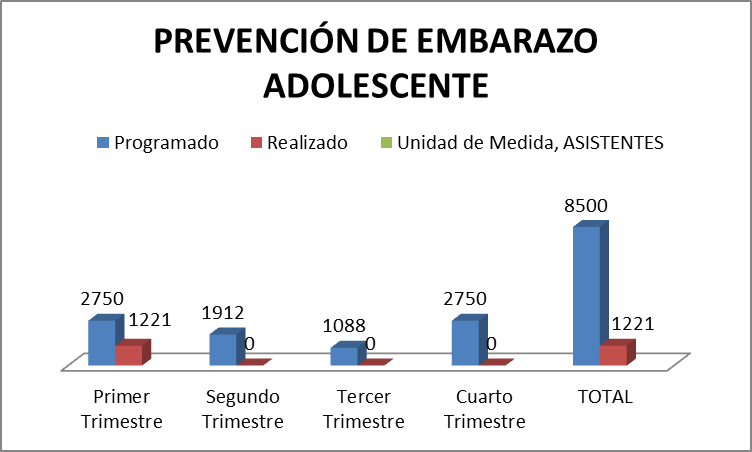 PREVENCIÓN DE EMBARAZO
ADOLESCENTE
Programado Realizado Unidad de Medida, ASISTENTES
2750 1221 1912 0 1088 0 2750 0 8500 1221
Primer Segundo Tercer Cuarto TOTAL
Trimestre Trimestre Trimestre Trimestre